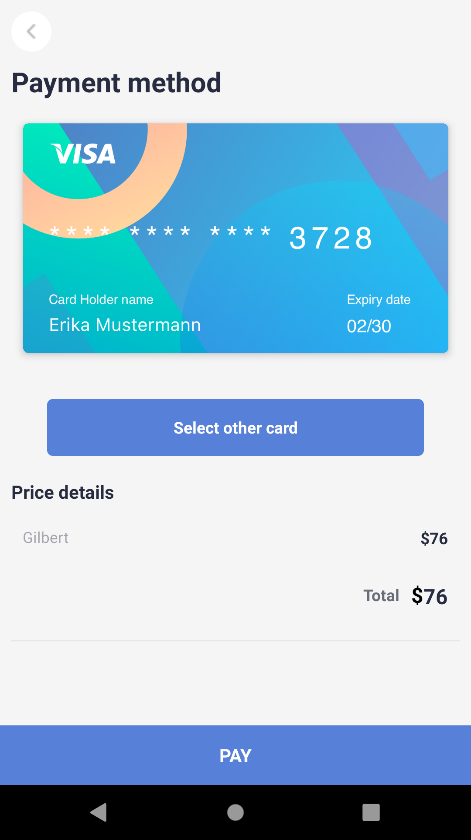 Payment method
VISA
**** **** **** 3728
Card Holder name Expiry date
Erika Mustermann 02/30
Select other card
Price details
Gilbert $76
Total $76
PAY